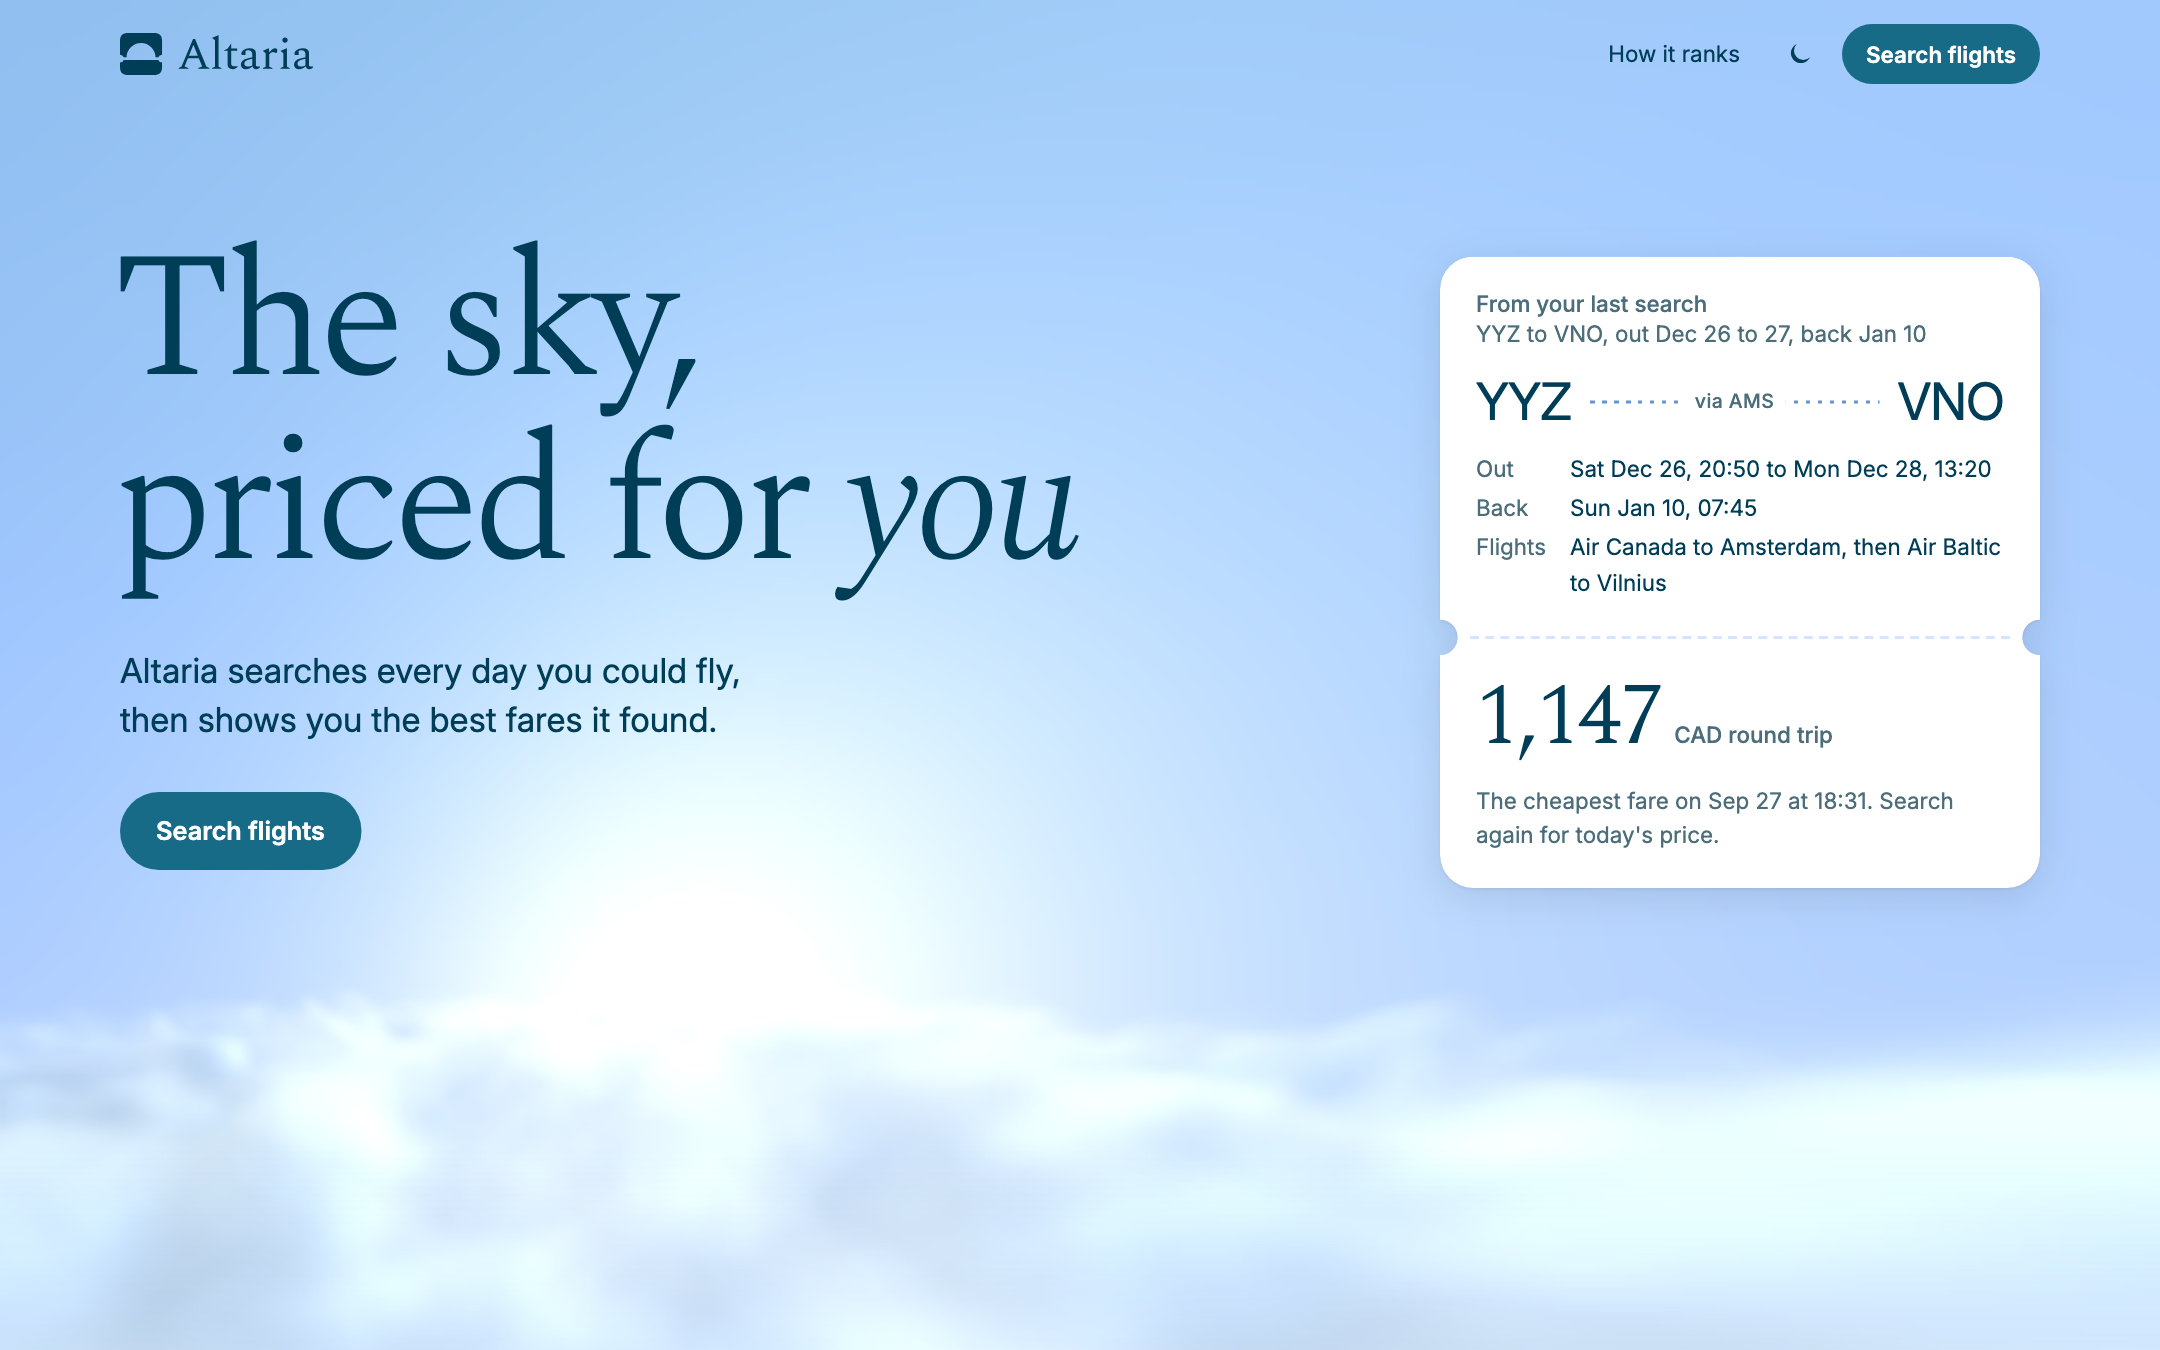 Altaria
How it ranks
Search flights
The sky,
priced for you
Altaria searches every day you could fly,
then shows you the best fares it found.
Search flights
From your last search
YYZ to VNO, out Dec 26 to 27, back Jan 10
YYZ via AMS VNO
Out Sat Dec 26, 20:50 to Mon Dec 28, 13:20
Back Sun Jan 10, 07:45
Flights Air Canada to Amsterdam, then Air Baltic
to Vilnius
1,147 CAD round trip
The cheapest fare on Sep 27 at 18:31. Search
again for today's price.